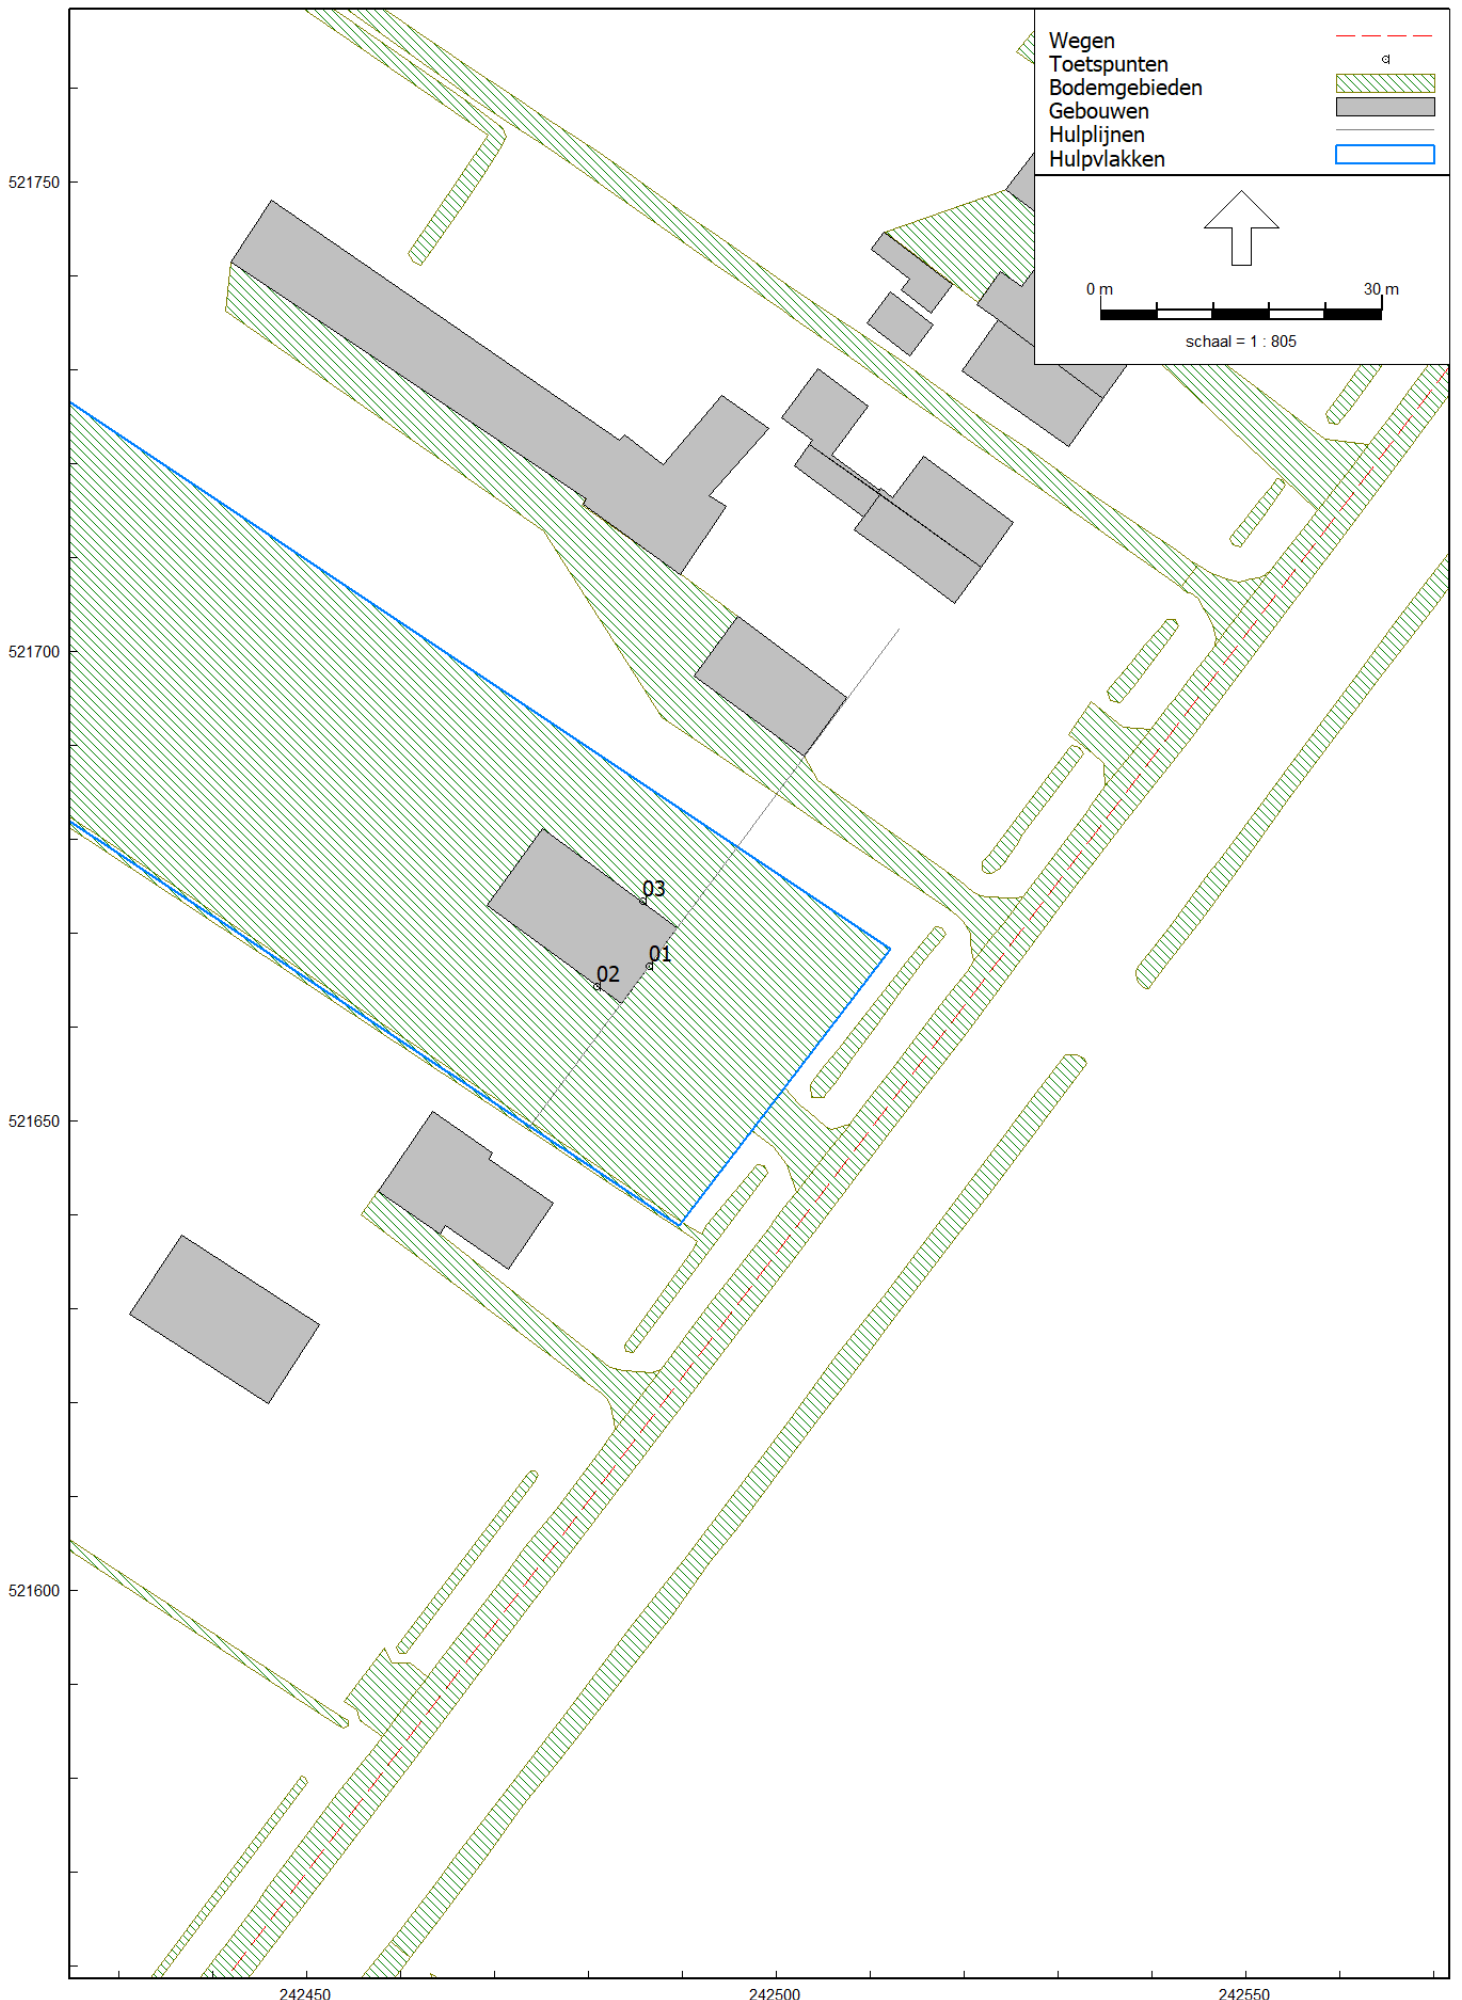 Wegen
Toetspunten
Bodemgebieden
Gebouwen
Hulplijnen
Hulpvlakken
0 m 30 m
schaal = 1 : 805
521750
521700
03
01
02
521650
521600
242450 242500 242550